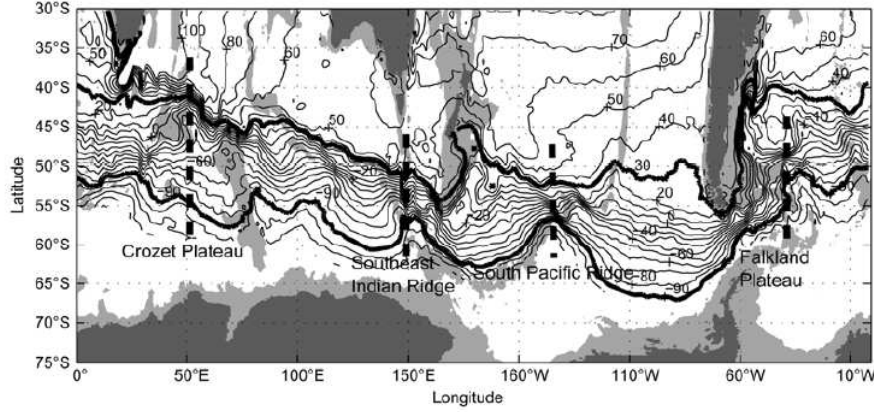 30°S
35°S
40°S
45°S
50°S
55°S
60°S
65°S
70°S
75°S
Latitude
50
100
80
60
70
60
50
40
60
40
50
30
20
0
-20
-20
-40
-60
-80
-90
-90
-90
-60
Crozet Plateau
Southeast
Indian Ridge
South Pacific Ridge
Falkland
Plateau
0°
50°E
100°E
150°E
160°W
110°W
60°W
10°W
Longitude